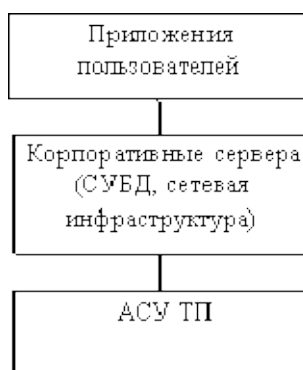 Приложения
пользователей
Корпоративные сервера
(СУБД, сетевая
инфраструктура)
АСУ ТП